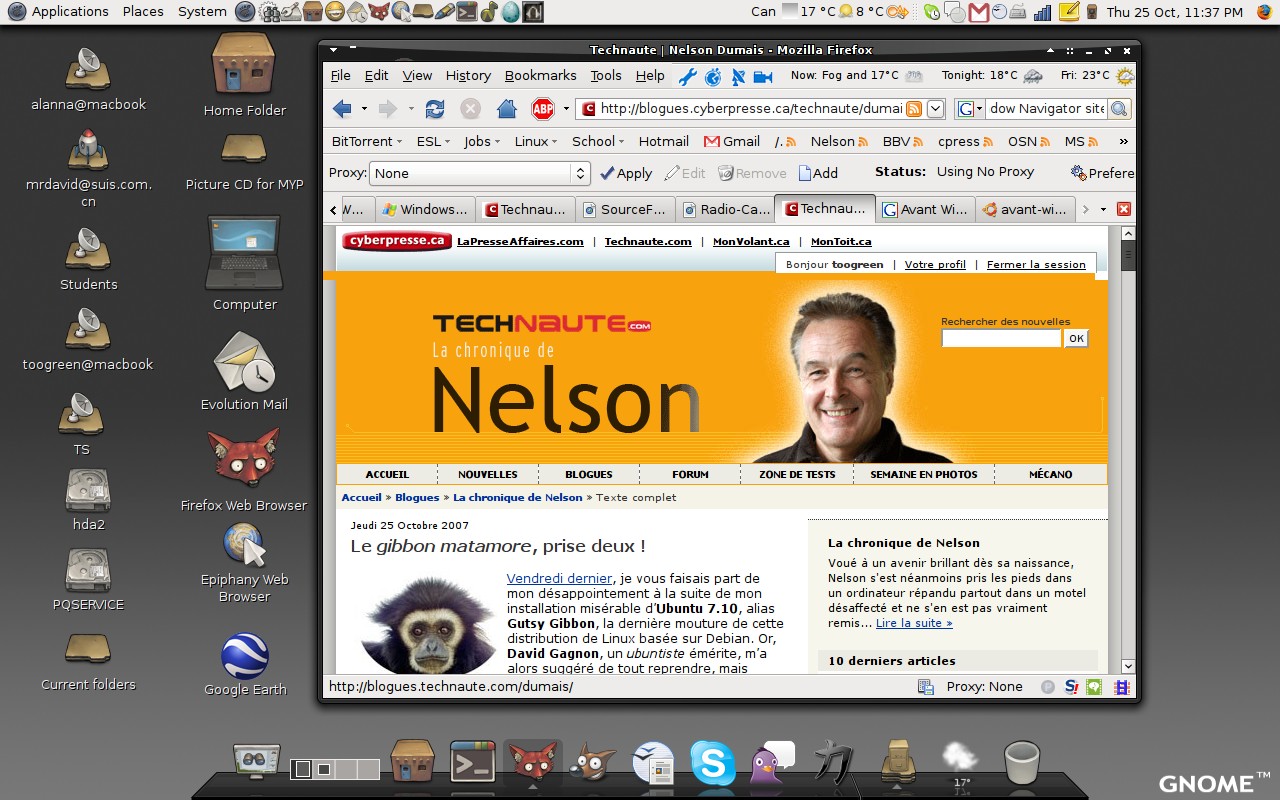 Applications Places System
Can 17 °C 8 °C Thu 25 Oct, 11:37 PM
alanna@macbook
mrdavid@suis.com.
cn
Students
toogreen@macbook
TS
hda2
PQSERVICE
Current folders
Home Folder
Picture CD for MYP
Computer
Evolution Mail
Firefox Web Browser
Epiphany Web
Browser
Google Earth
Technaute | Nelson Dumais - Mozilla Firefox
File Edit View History Bookmarks Tools Help Now: Fog and 17°C Tonight: 18°C Fri: 23°C
ABP C http://blogues.cyberpresse.ca/technaute/dumai G dow Navigator site
BitTorrent ESL Jobs Linux School Hotmail Gmail /. Nelson BBV cpress OSN MS »
Proxy: None Apply Edit Remove Add Status: Using No Proxy Prefere
W... Windows... Technau... SourceF... Radio-Ca... Technau... Avant Wi... avant-wi...
cyberpresse.ca LaPresseAffaires.com | Technaute.com | MonVolant.ca | MonToit.ca
Bonjour toogreen | Votre profil | Fermer la session
TECHNAUTE.COM
La chronique de
Nelson
Rechercher des nouvelles
OK
ACCUEIL NOUVELLES BLOGUES FORUM ZONE DE TESTS SEMAINE EN PHOTOS MÉCANO
Accueil » Blogues » La chronique de Nelson » Texte complet
Jeudi 25 Octobre 2007
Le gibbon matamore, prise deux !
Vendredi dernier, je vous faisais part de
mon désappointement à la suite de mon
installation misérable d'Ubuntu 7.10, alias
Gutsy Gibbon, la dernière mouture de cette
distribution de Linux basée sur Debian. Or,
David Gagnon, un ubuntiste émérite, m'a
alors suggéré de tout reprendre, mais
La chronique de Nelson
Voué à un avenir brillant dès sa naissance,
Nelson s'est néanmoins pris les pieds dans
un ordinateur répandu partout dans un motel
désaffecté et ne s'en est pas vraiment
remis... Lire la suite »
10 derniers articles
http://blogues.technaute.com/dumais/ Proxy: None S!
力
17°
GNOME™